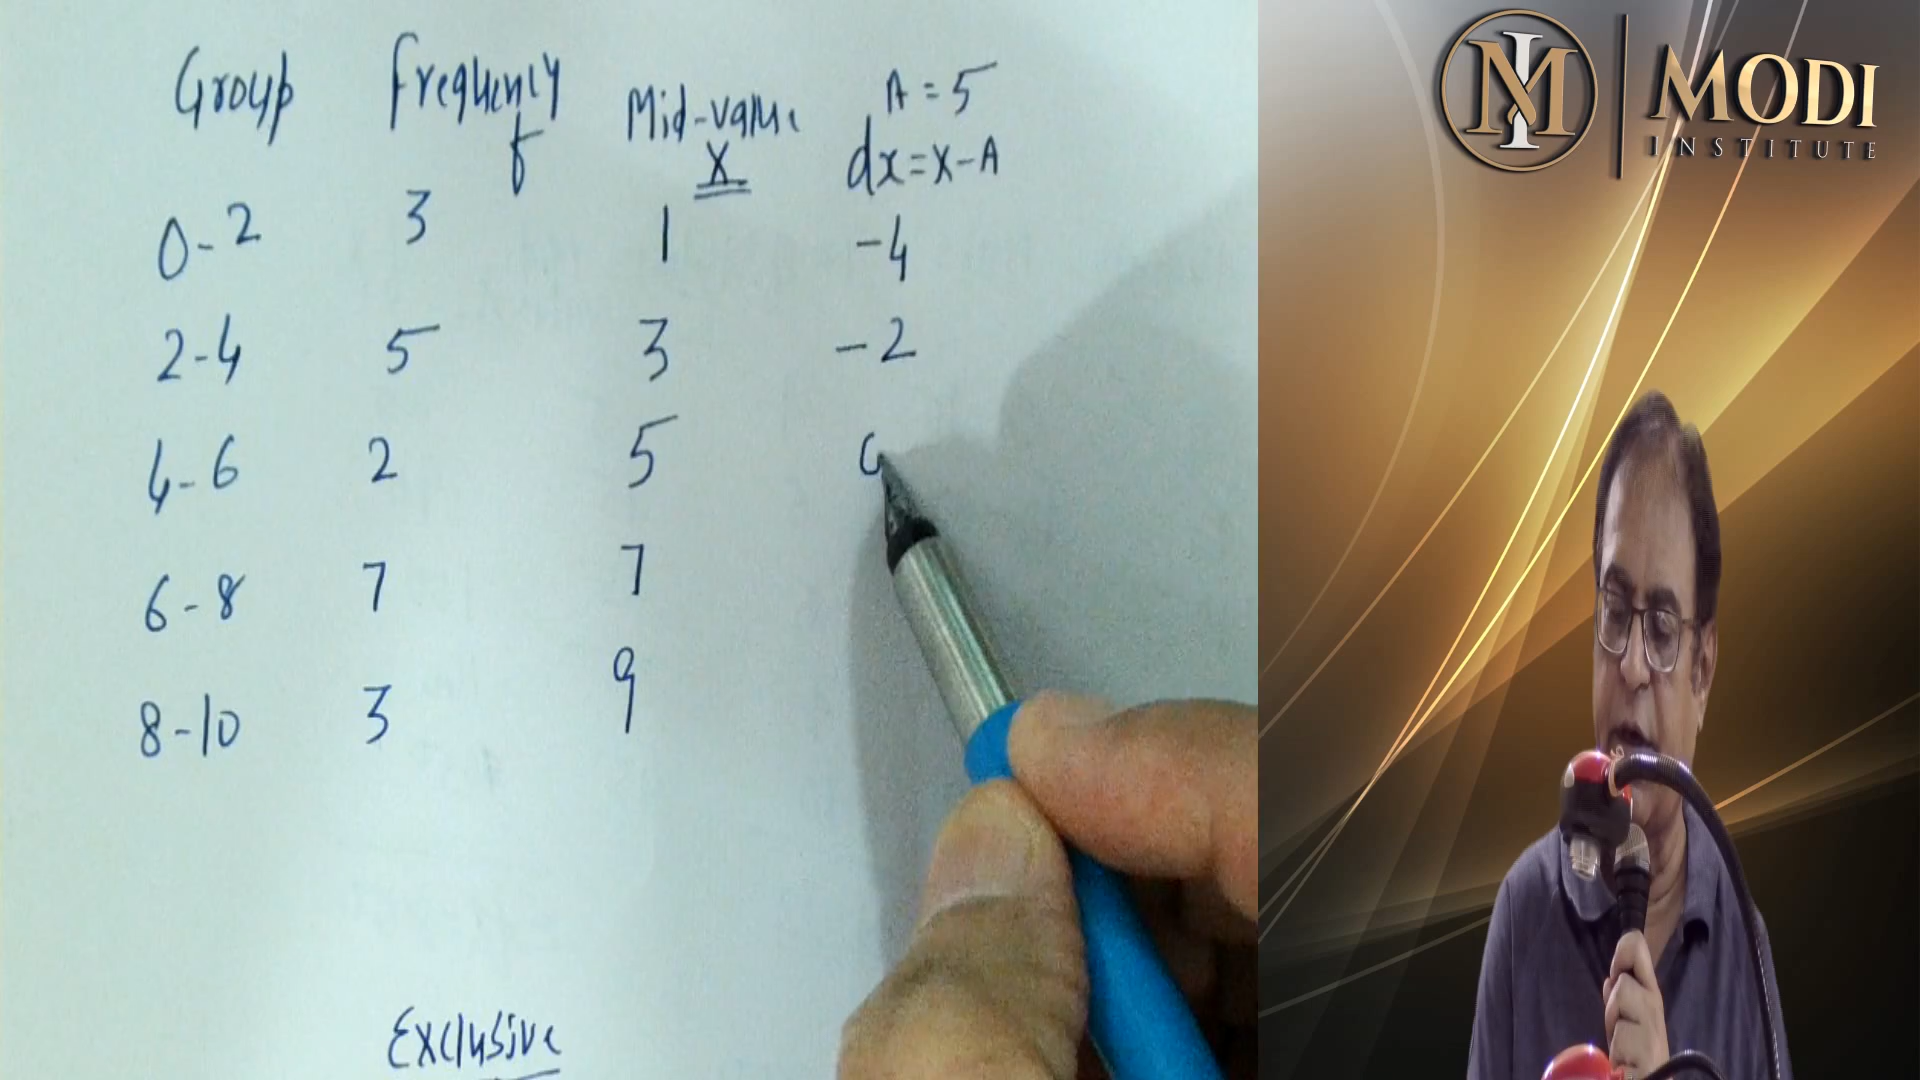 Group Frequency Mid-value A = 5
f X dx = X - A
0-2 3 1 -4
2-4 5 3 -2
4-6 2 5 0
6-8 7 7
8-10 3 9
Exclusive
IM MODI
INSTITUTE